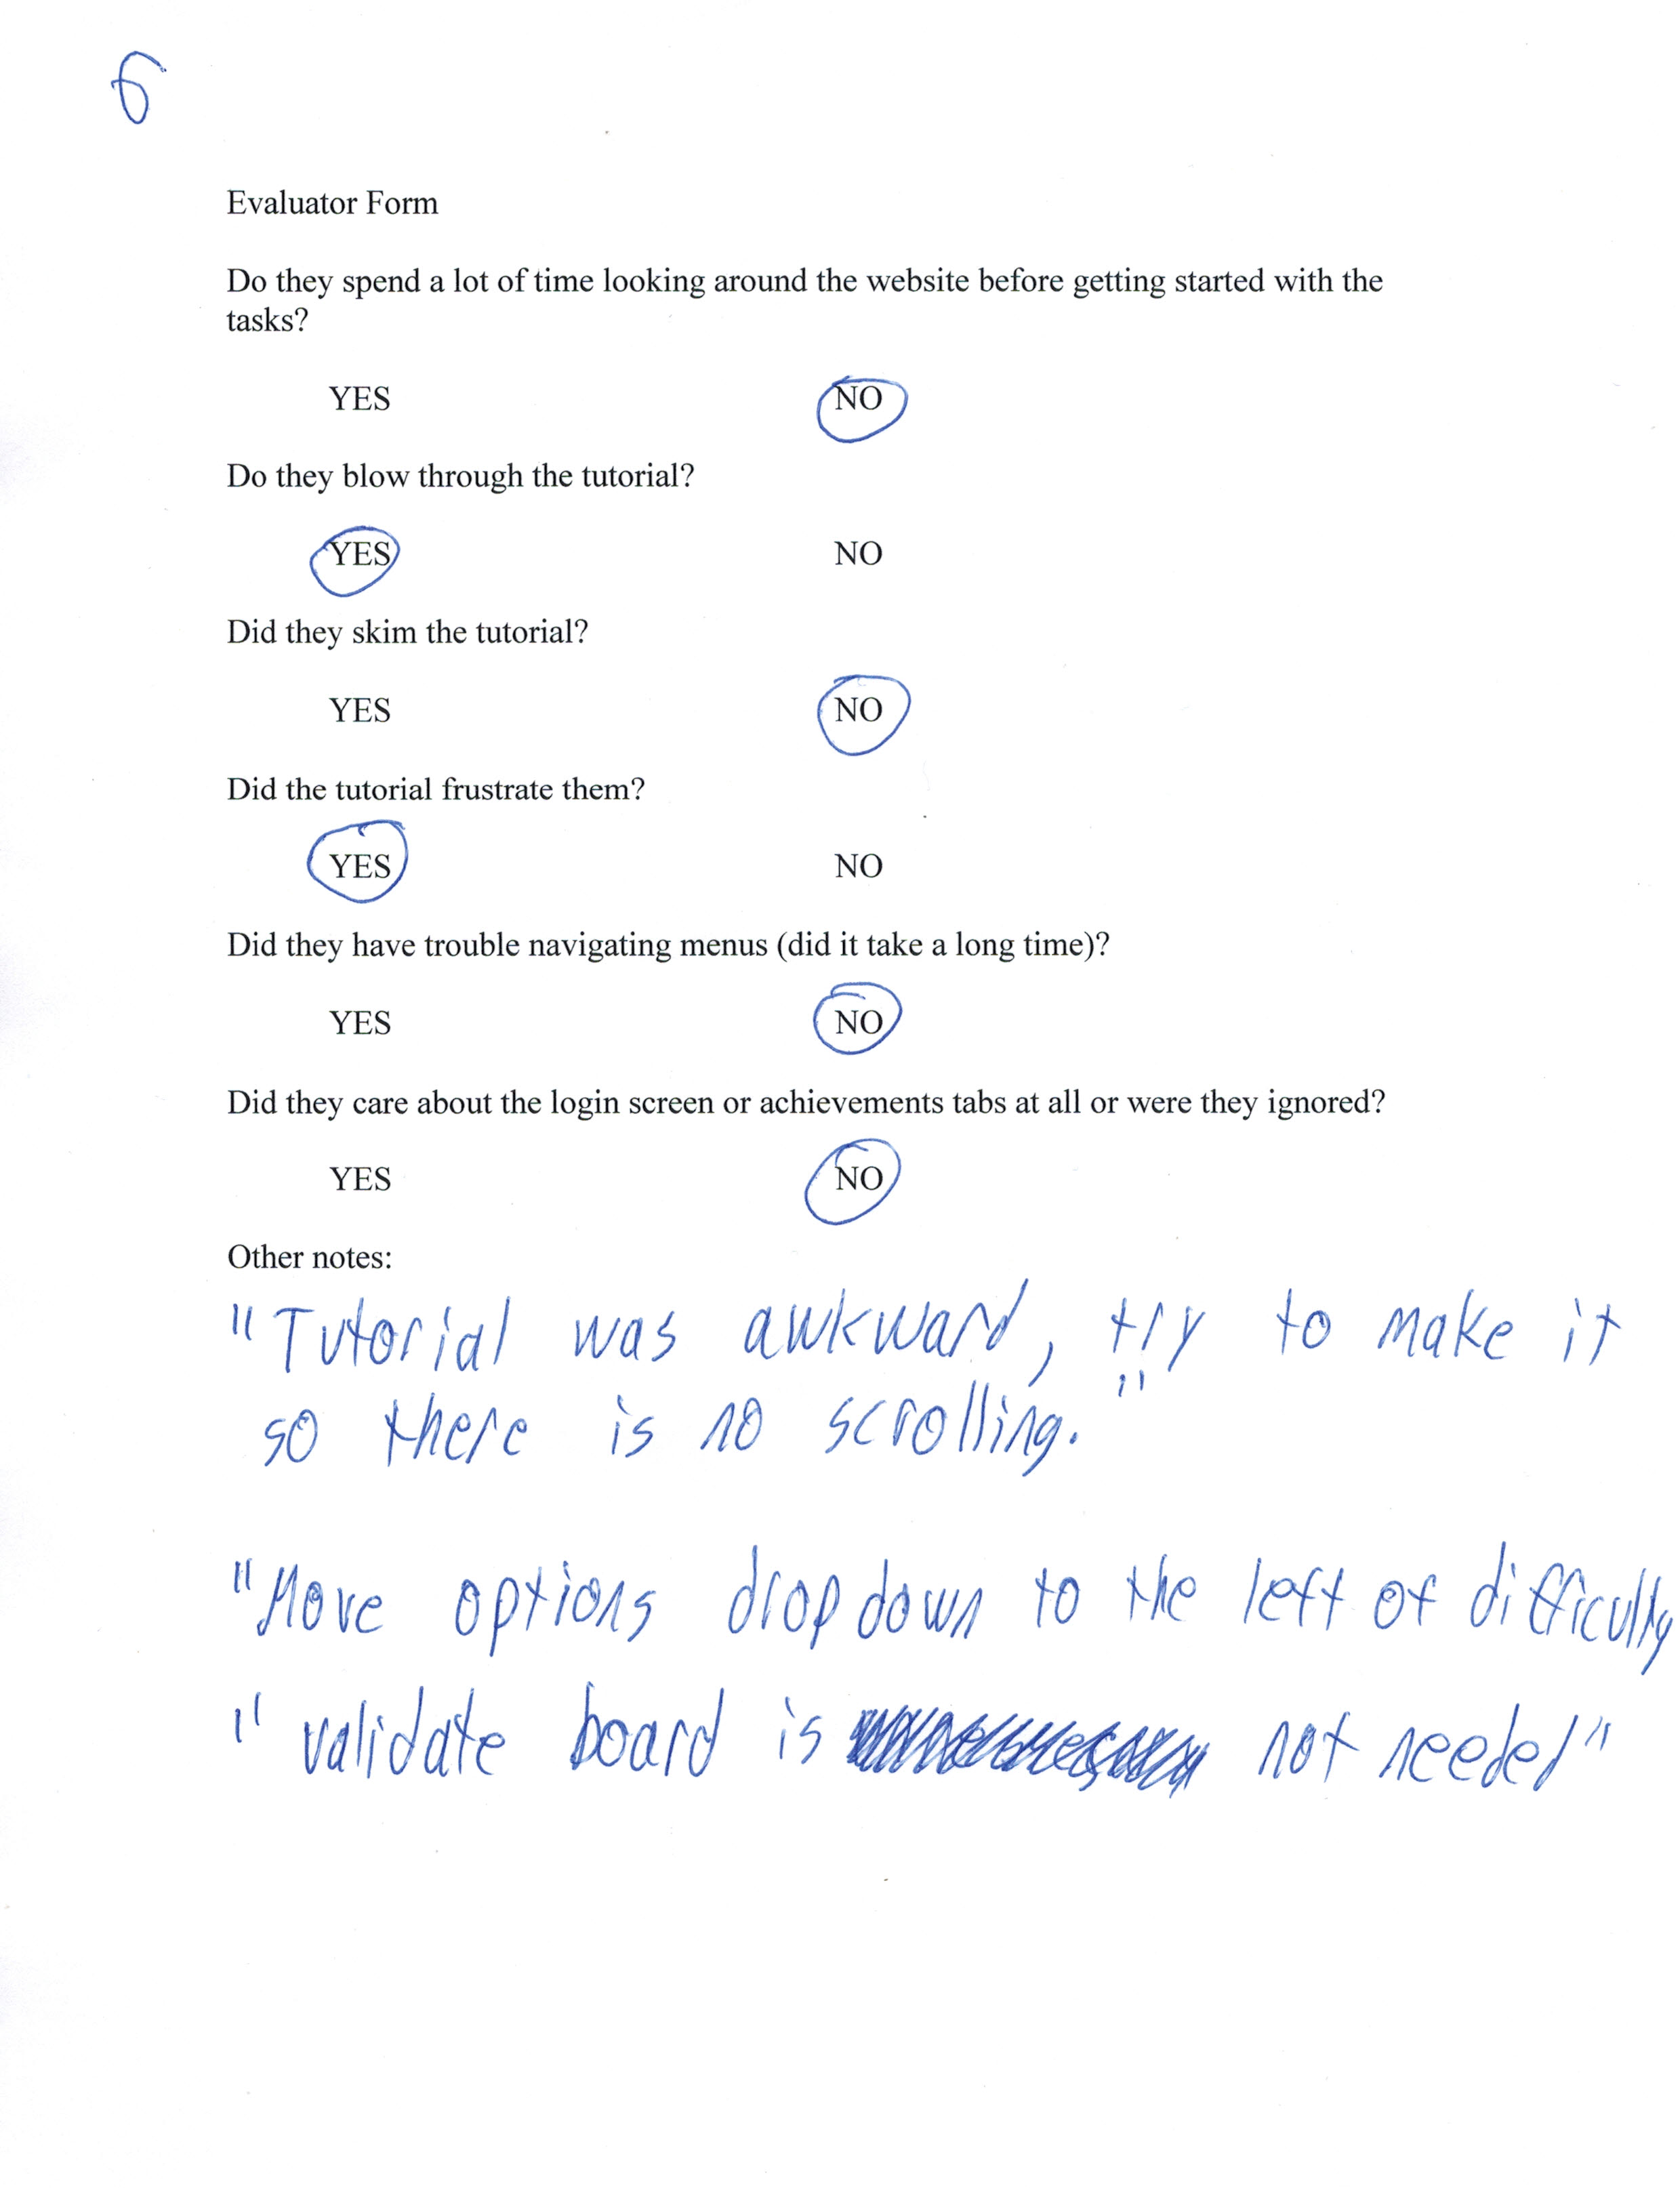 6
Evaluator Form
Do they spend a lot of time looking around the website before getting started with the
tasks?
YES NO
Do they blow through the tutorial?
YES NO
Did they skim the tutorial?
YES NO
Did the tutorial frustrate them?
YES NO
Did they have trouble navigating menus (did it take a long time)?
YES NO
Did they care about the login screen or achievements tabs at all or were they ignored?
YES NO
Other notes:
"Tutorial was awkward, try to make it
so there is no scrolling."
"Move options drop down to the left of difficulty
"validate board is not needed"